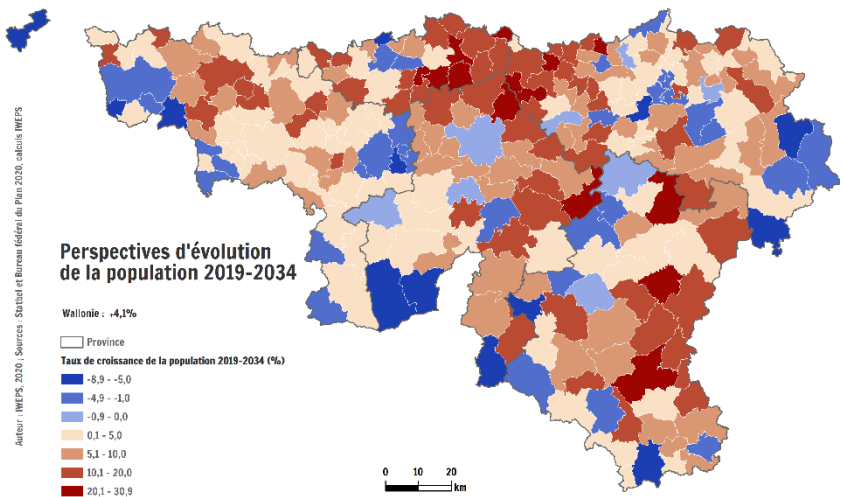 Perspectives d'évolution
de la population 2019-2034
Wallonie : +4,1%
Province
Taux de croissance de la population 2019-2034 (%)
-8,9 - -5,0
-4,9 - -1,0
-0,9 - 0,0
0,1 - 5,0
5,1 - 10,0
10,1 - 20,0
20,1 - 30,9
0 10 20
km
Auteur : IWEPS, 2020 ; Sources : Statbel et Bureau fédéral du Plan 2020, calculs IWEPS